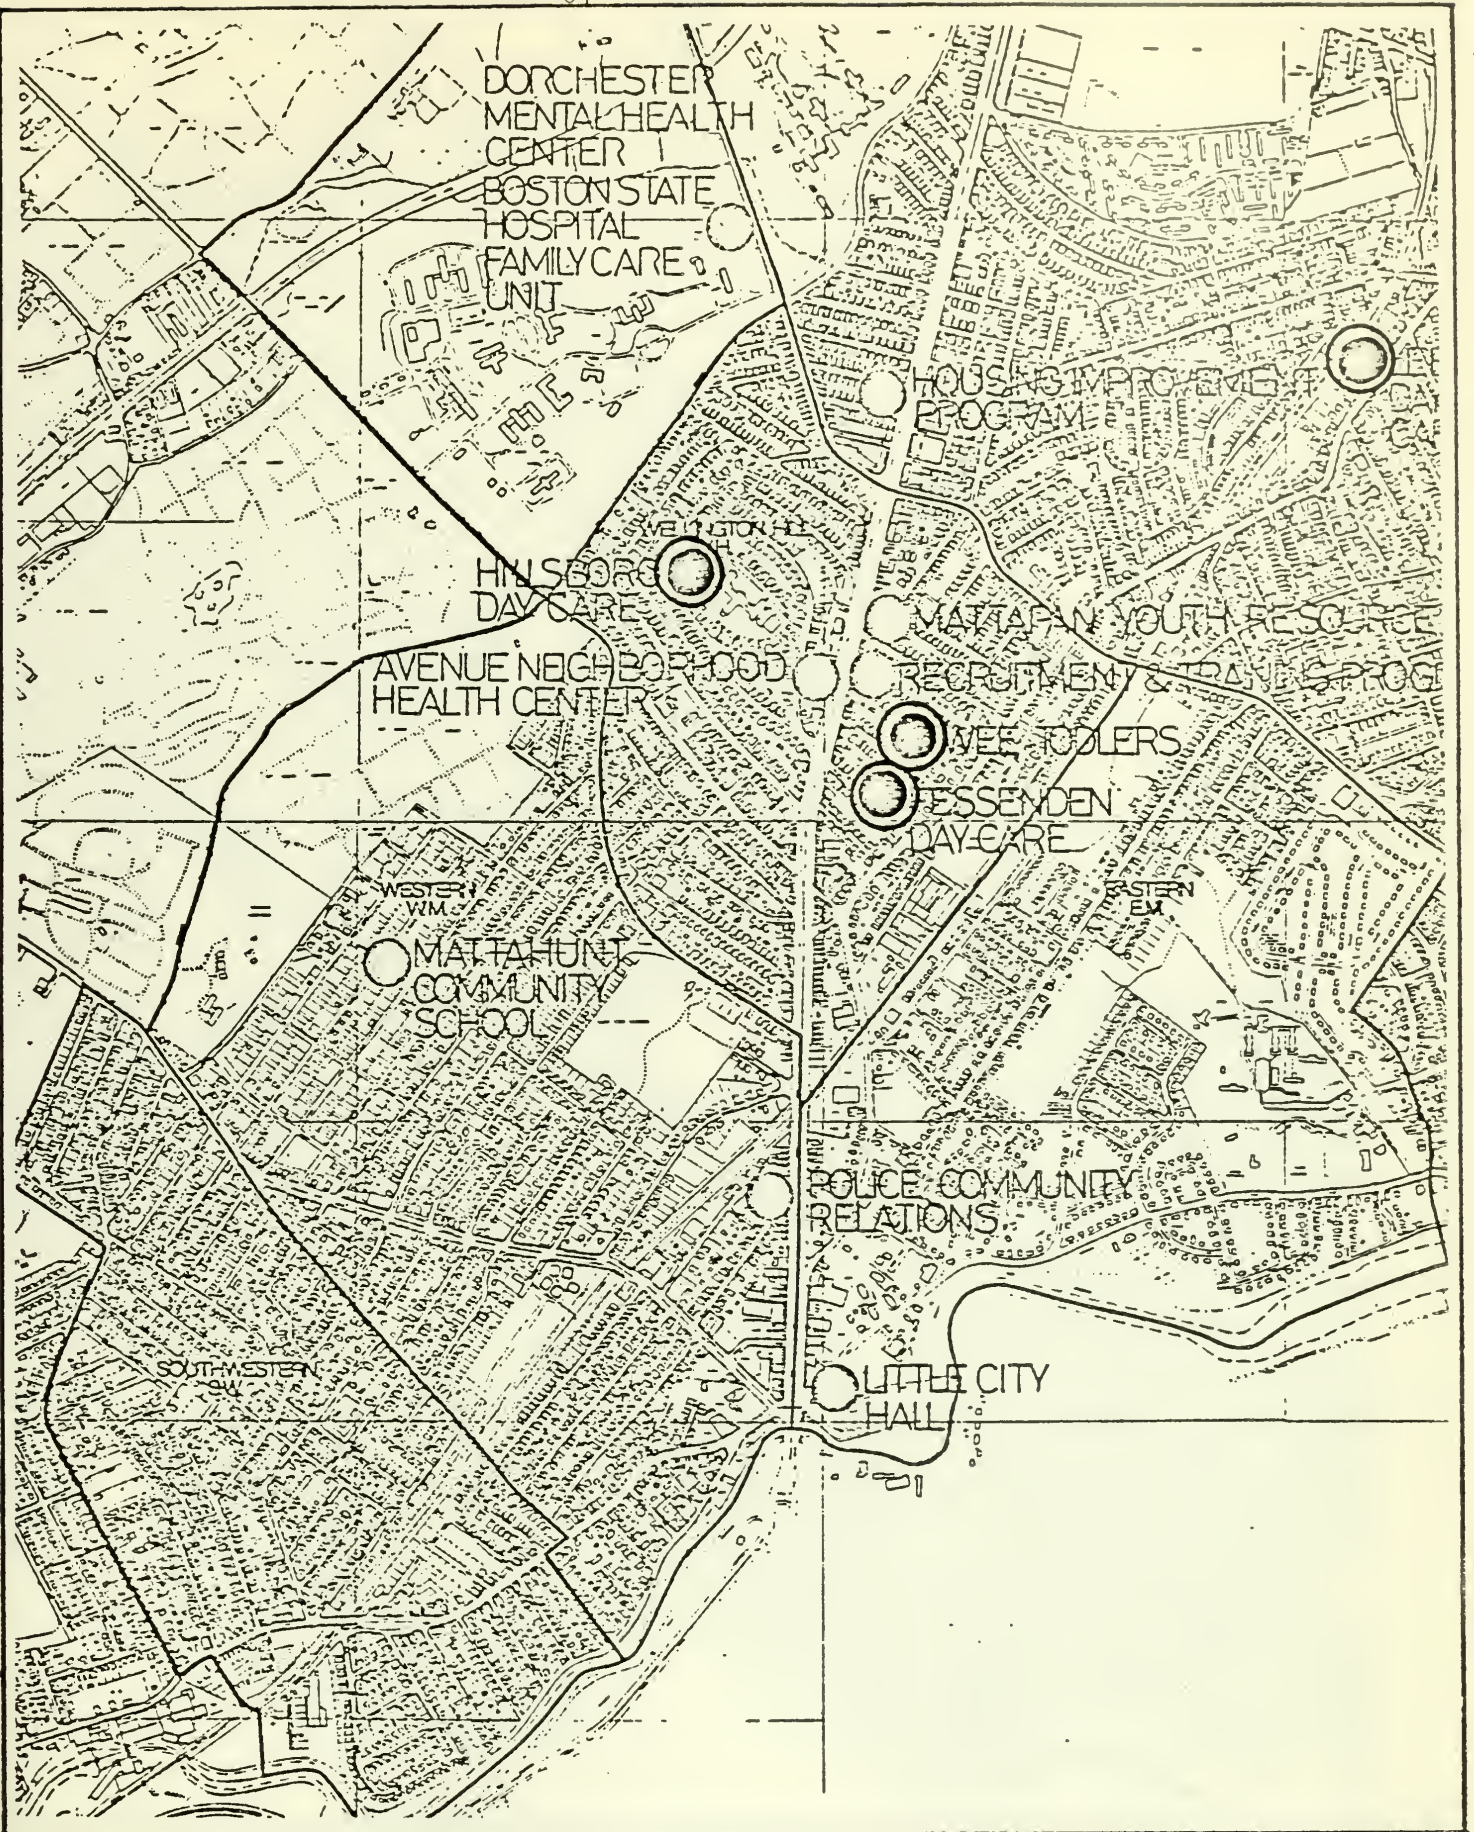 DORCHESTER
MENTAL HEALTH
CENTER
BOSTON STATE
HOSPITAL
FAMILY CARE
UNIT
HOUSING IMPROVEMENT
PROGRAM
WELLINGTON HILL
HILLSBORO
DAY CARE
MATTAPAN YOUTH RESOURCE
AVENUE NEIGHBORHOOD
HEALTH CENTER
RECRUITMENT &
WEE TODLERS
FESSENDEN
DAY CARE
WESTERN
W.M.
EASTERN
E.M.
MATTAHUNT
COMMUNITY
SCHOOL
POLICE COMMUNITY
RELATIONS
SOUTHWESTERN
S.W.
LITTLE CITY
HALL